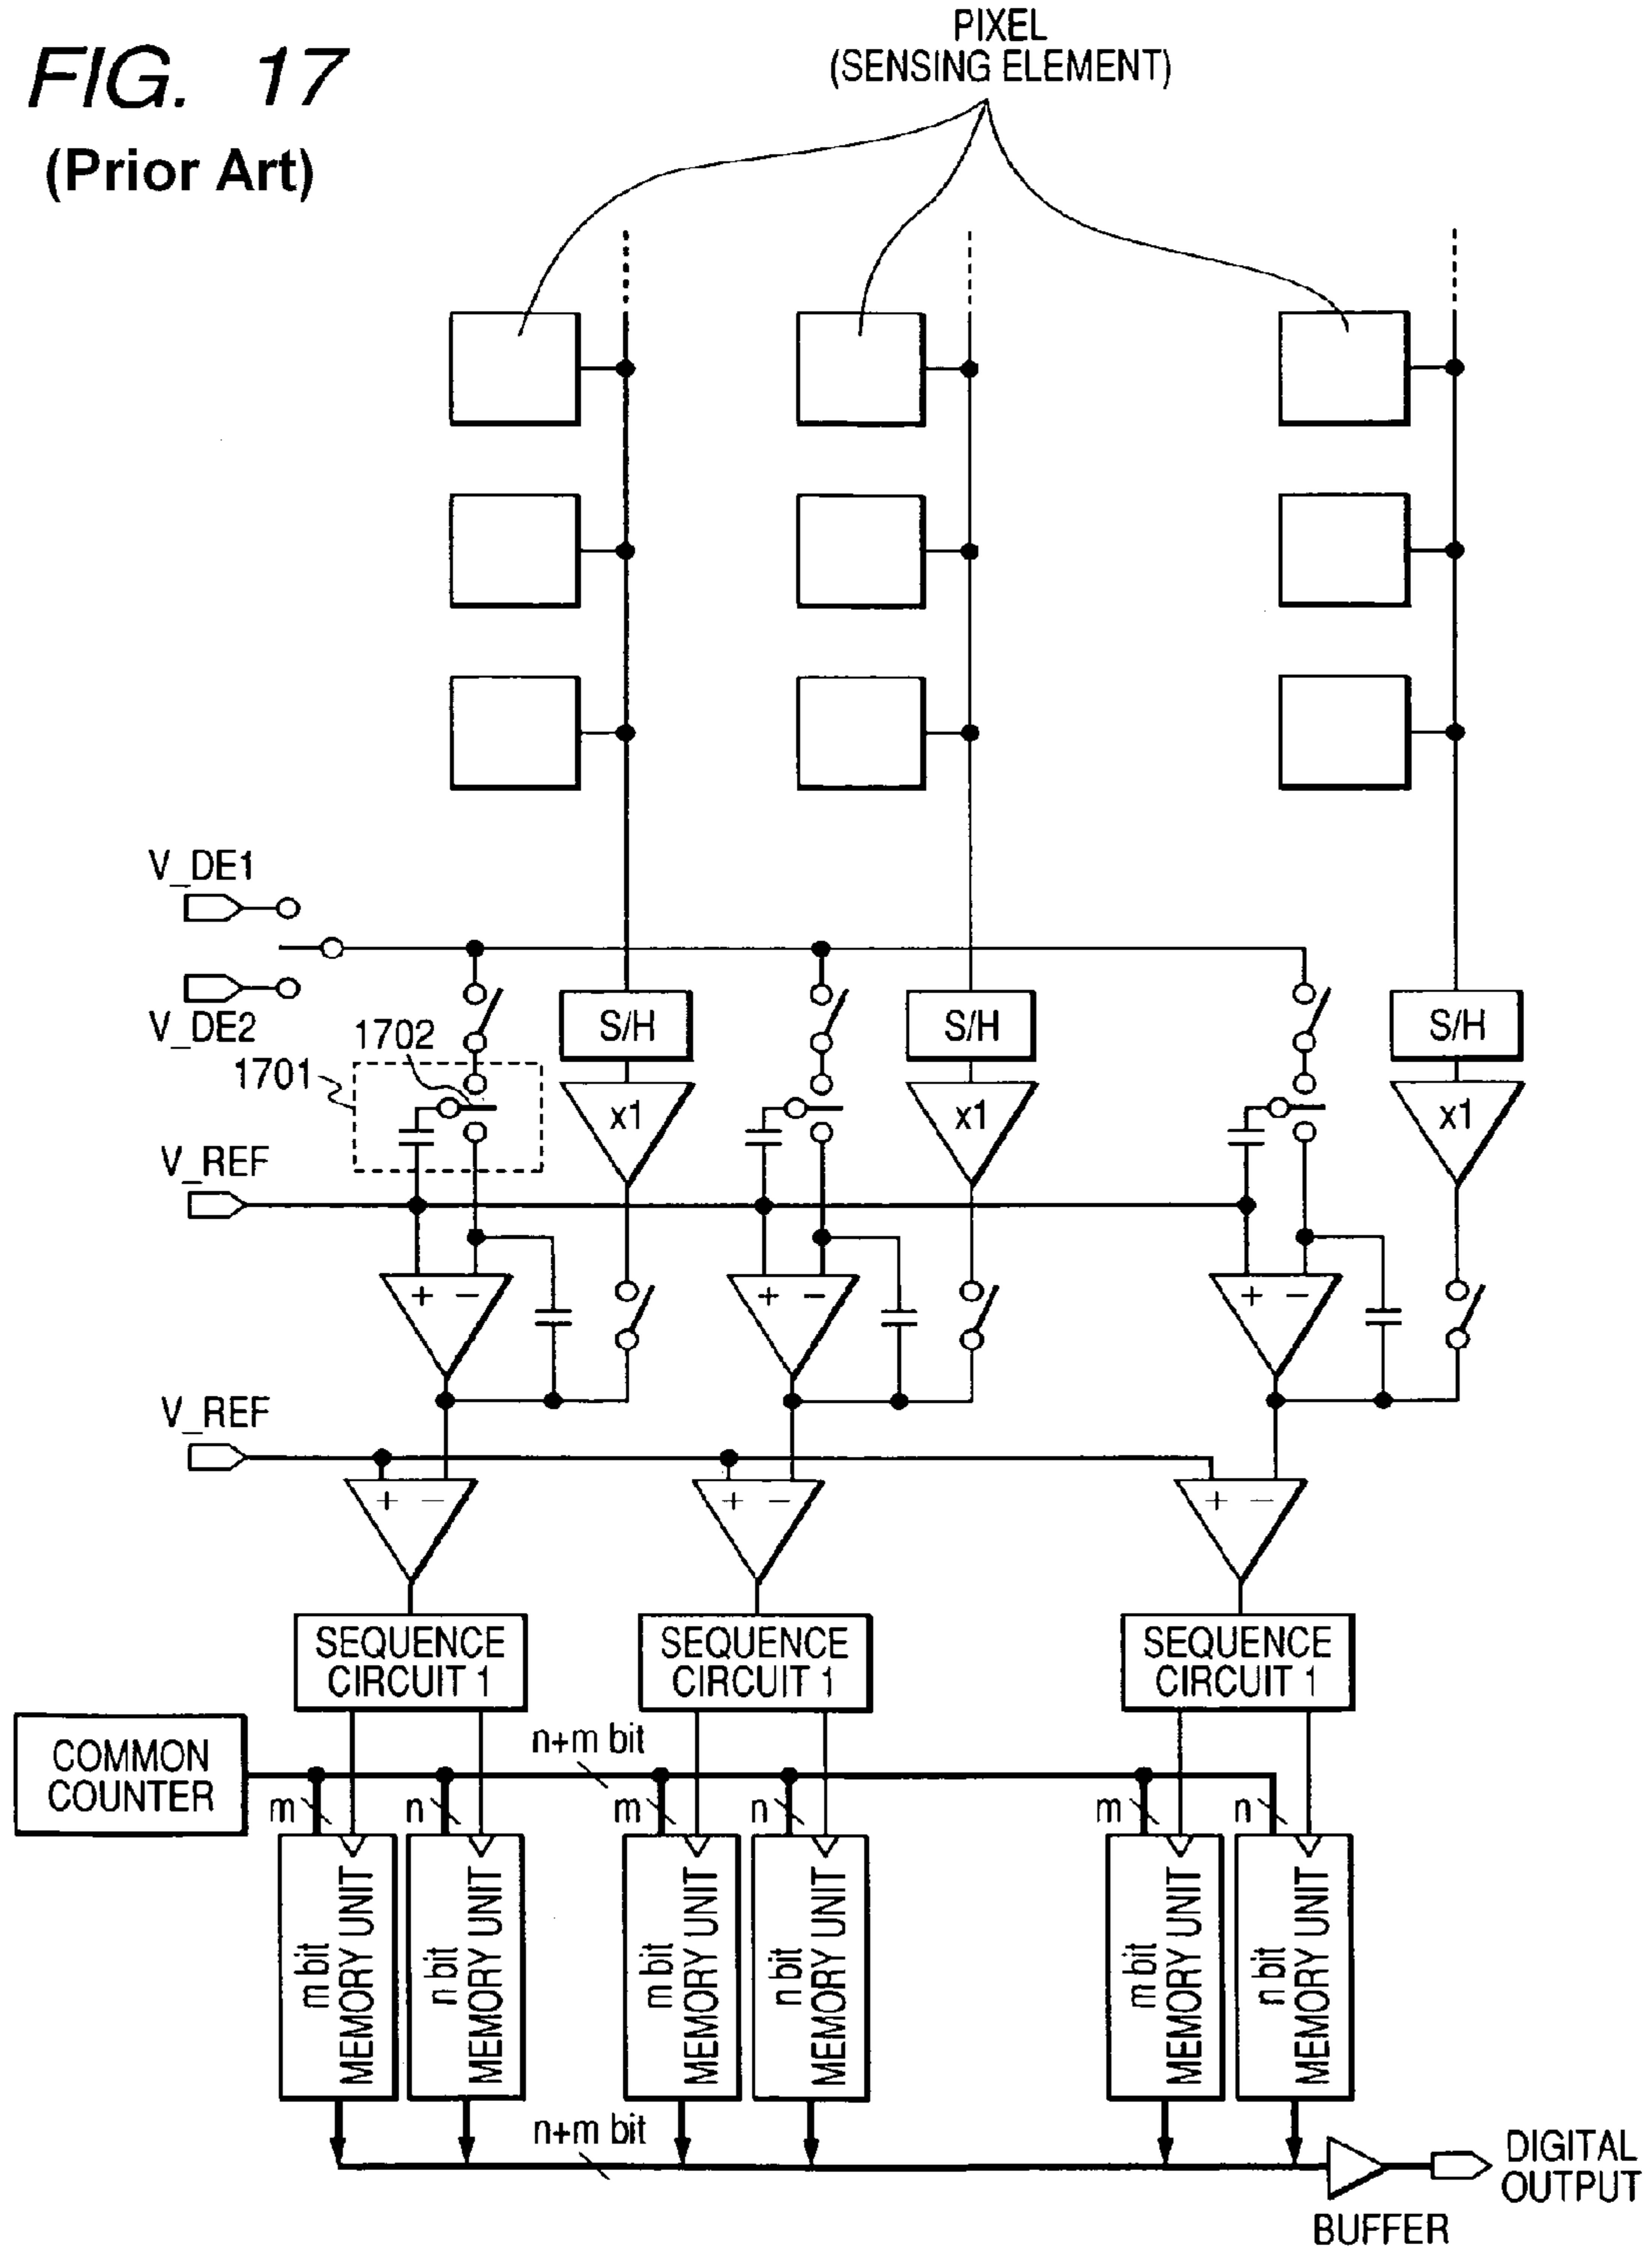 FIG. 17
(Prior Art)
PIXEL
(SENSING ELEMENT)
V_DE1
V_DE2
1702
1701
S/H
S/H
S/H
x1
x1
x1
V_REF
+ −
+ −
+ −
V_REF
+ −
+ −
+ −
SEQUENCE
CIRCUIT 1
SEQUENCE
CIRCUIT 1
SEQUENCE
CIRCUIT 1
COMMON
COUNTER
n+m bit
m
n
m
n
m
n
m bit
MEMORY UNIT
n bit
MEMORY UNIT
m bit
MEMORY UNIT
n bit
MEMORY UNIT
m bit
MEMORY UNIT
n bit
MEMORY UNIT
n+m bit
DIGITAL
OUTPUT
BUFFER